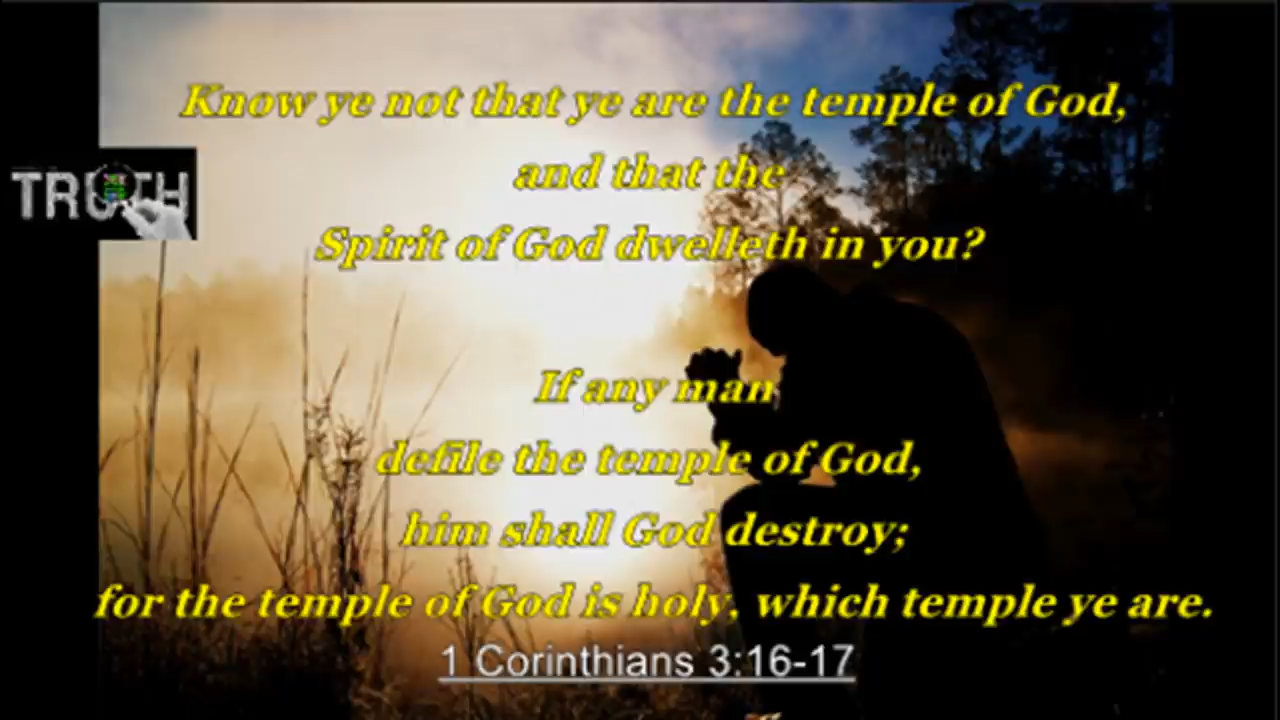 Know ye not that ye are the temple of God,
and that the
TRUTH
Spirit of God dwelleth in you?
If any man
defile the temple of God,
him shall God destroy;
for the temple of God is holy, which temple ye are.
1 Corinthians 3:16-17